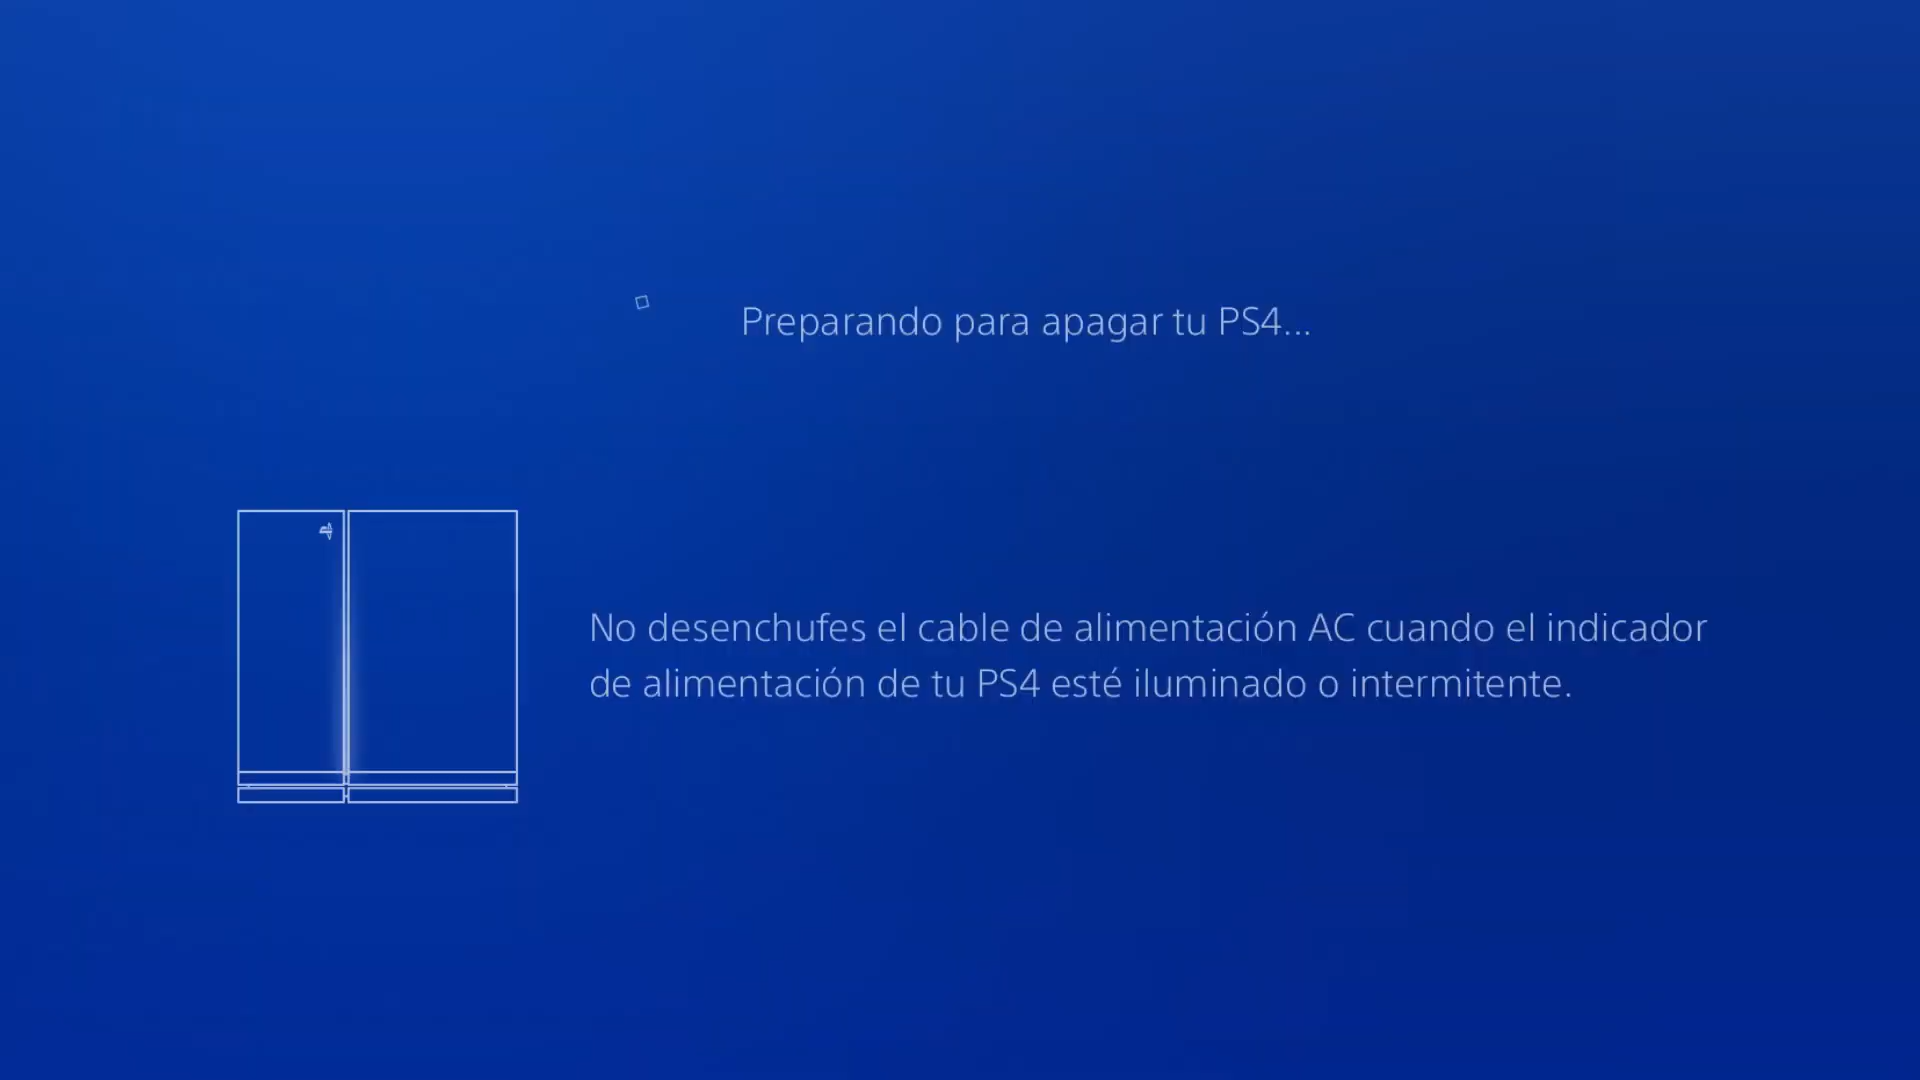 Preparando para apagar tu PS4...
No desenchufes el cable de alimentación AC cuando el indicador
de alimentación de tu PS4 esté iluminado o intermitente.